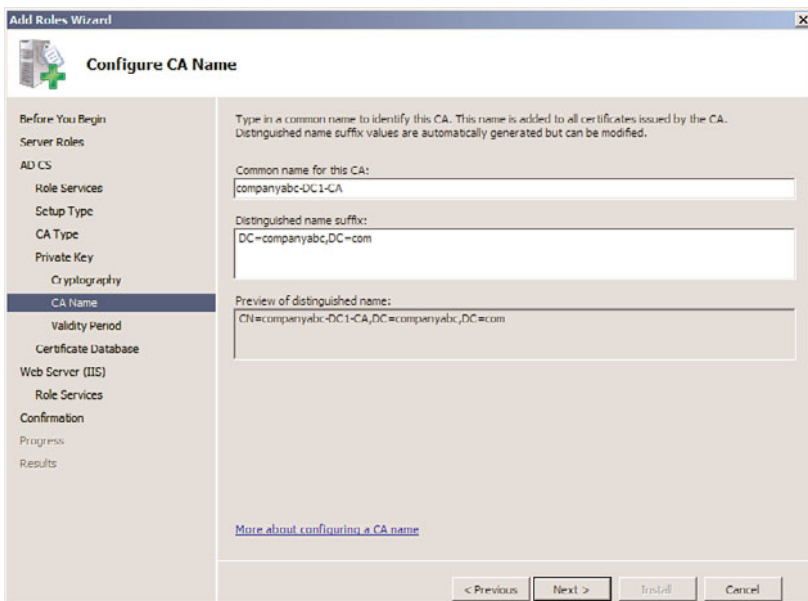 Add Roles Wizard
Configure CA Name
Before You Begin
Server Roles
AD CS
Role Services
Setup Type
CA Type
Private Key
Cryptography
CA Name
Validity Period
Certificate Database
Web Server (IIS)
Role Services
Confirmation
Progress
Results
Type in a common name to identify this CA. This name is added to all certificates issued by the CA.
Distinguished name suffix values are automatically generated but can be modified.
Common name for this CA:
companyabc-DC1-CA
Distinguished name suffix:
DC=companyabc,DC=com
Preview of distinguished name:
CN=companyabc-DC1-CA,DC=companyabc,DC=com
More about configuring a CA name
< Previous
Next >
Install
Cancel